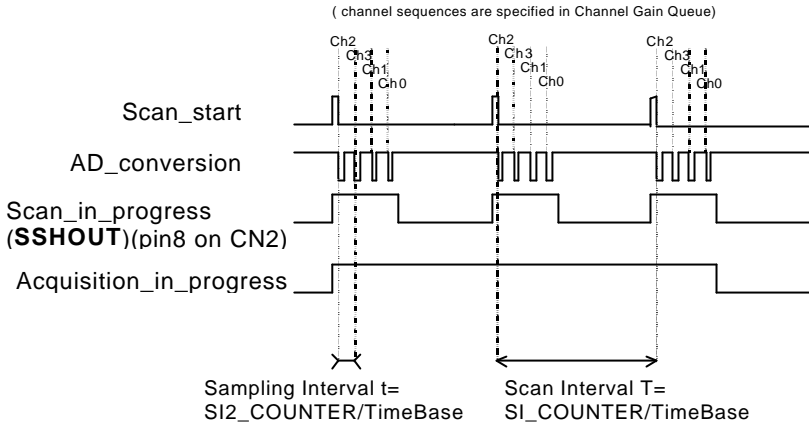 ( channel sequences are specified in Channel Gain Queue)
Ch2
Ch3
Ch1
Ch0
Ch2
Ch3
Ch1
Ch0
Ch2
Ch3
Ch1
Ch0
Scan_start
AD_conversion
Scan_in_progress
(SSHOUT)(pin8 on CN2)
Acquisition_in_progress
Sampling Interval t=
SI2_COUNTER/TimeBase
Scan Interval T=
SI_COUNTER/TimeBase